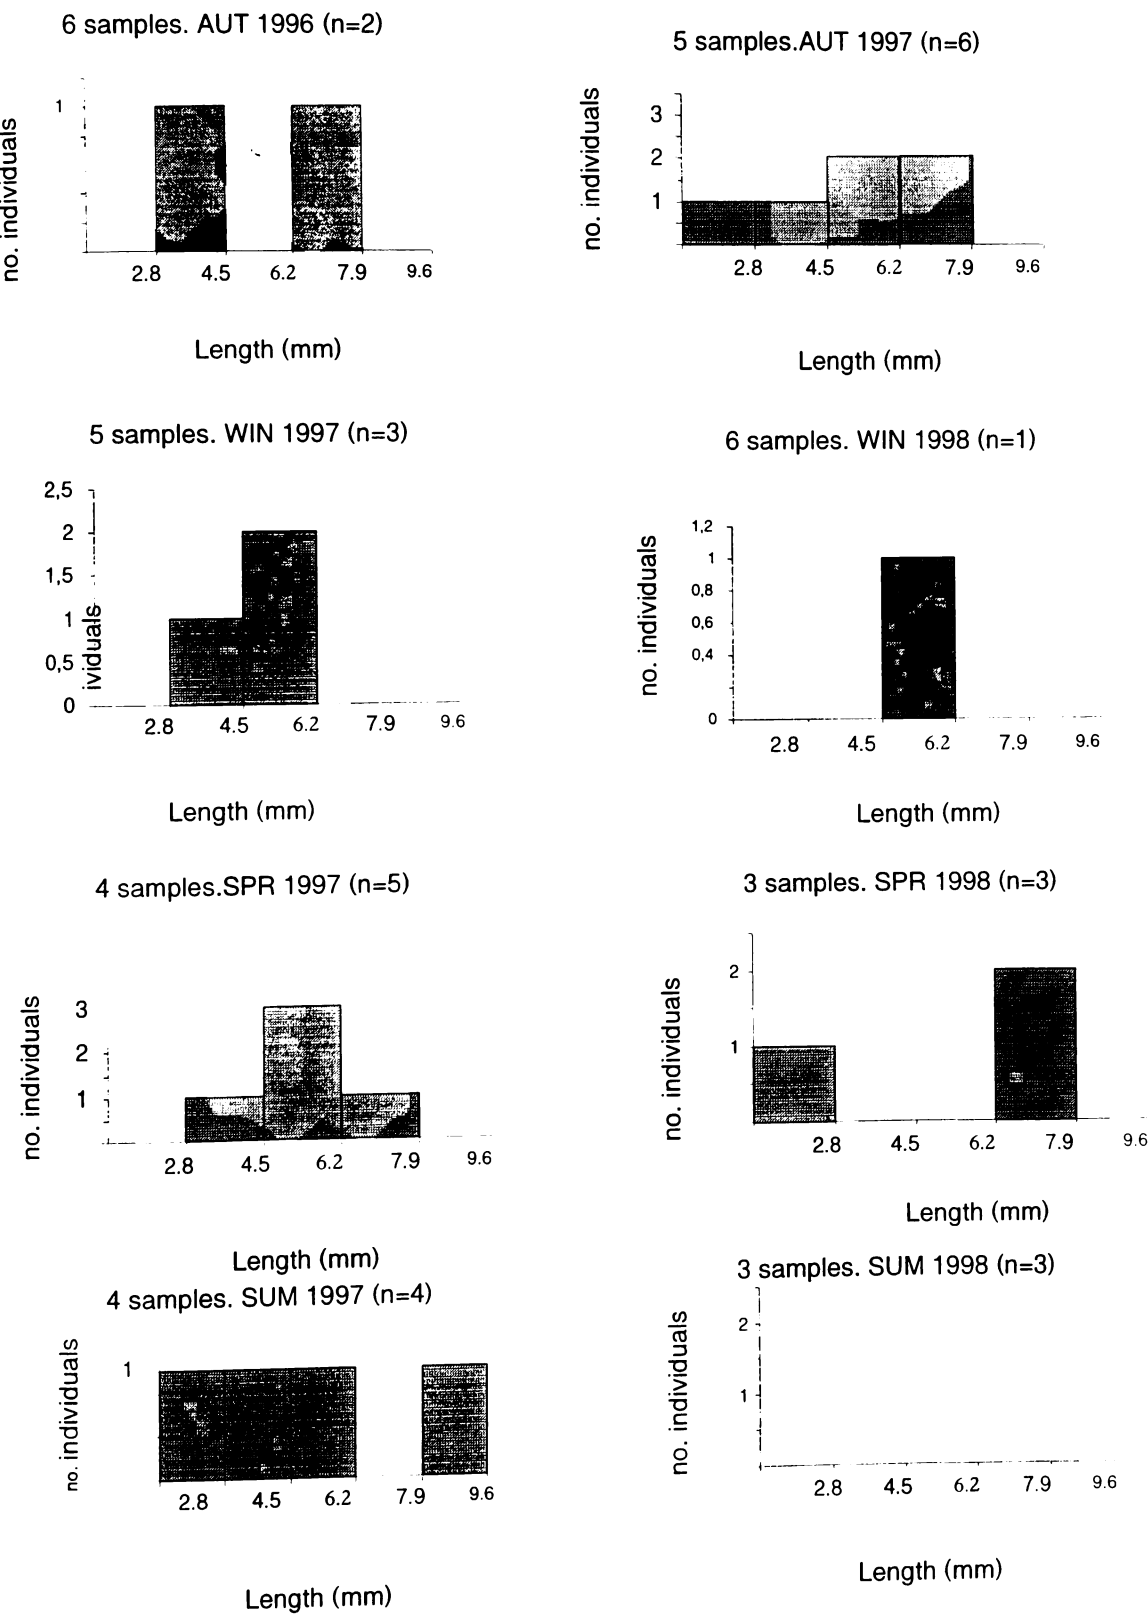 6 samples. AUT 1996 (n=2)
no. individuals
1
2.8 4.5 6.2 7.9 9.6
Length (mm)
5 samples.AUT 1997 (n=6)
no. individuals
3
2
1
2.8 4.5 6.2 7.9 9.6
Length (mm)
5 samples. WIN 1997 (n=3)
ividuals
2,5
2
1,5
1
0,5
0
2.8 4.5 6.2 7.9 9.6
Length (mm)
6 samples. WIN 1998 (n=1)
no. individuals
1,2
1
0,8
0,6
0,4
0
2.8 4.5 6.2 7.9 9.6
Length (mm)
4 samples.SPR 1997 (n=5)
no. individuals
3
2
1
2.8 4.5 6.2 7.9 9.6
Length (mm)
3 samples. SPR 1998 (n=3)
no. individuals
2
1
2.8 4.5 6.2 7.9 9.6
Length (mm)
4 samples. SUM 1997 (n=4)
no. individuals
1
2.8 4.5 6.2 7.9 9.6
Length (mm)
3 samples. SUM 1998 (n=3)
no. individuals
2
1
2.8 4.5 6.2 7.9 9.6
Length (mm)